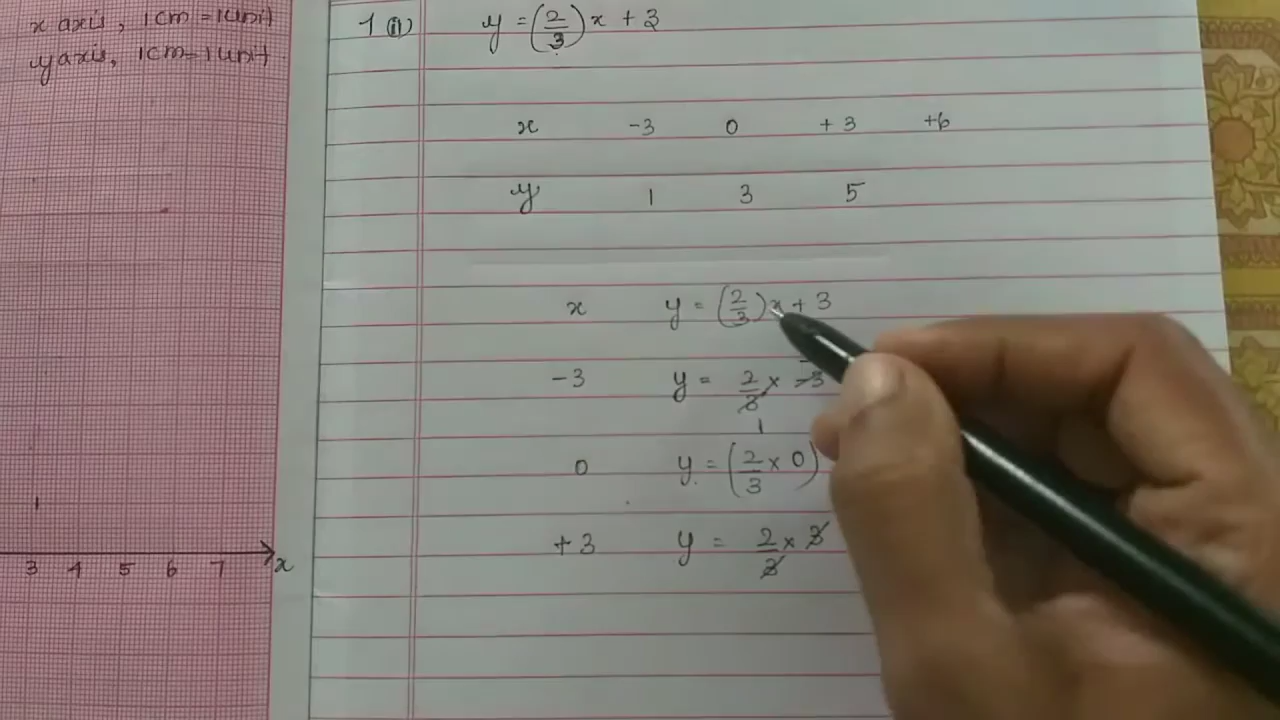 x axis, 1cm = 1unit
y axis, 1cm = 1unit
3 4 5 6 7 x
1 (ii) y = (2/3) x + 3
x -3 0 +3 +6
y 1 3 5
x y = (2/3) x + 3
-3 y = 2/3 x -3
1
0 y = (2/3 x 0)
+3 y = 2/3 x 3